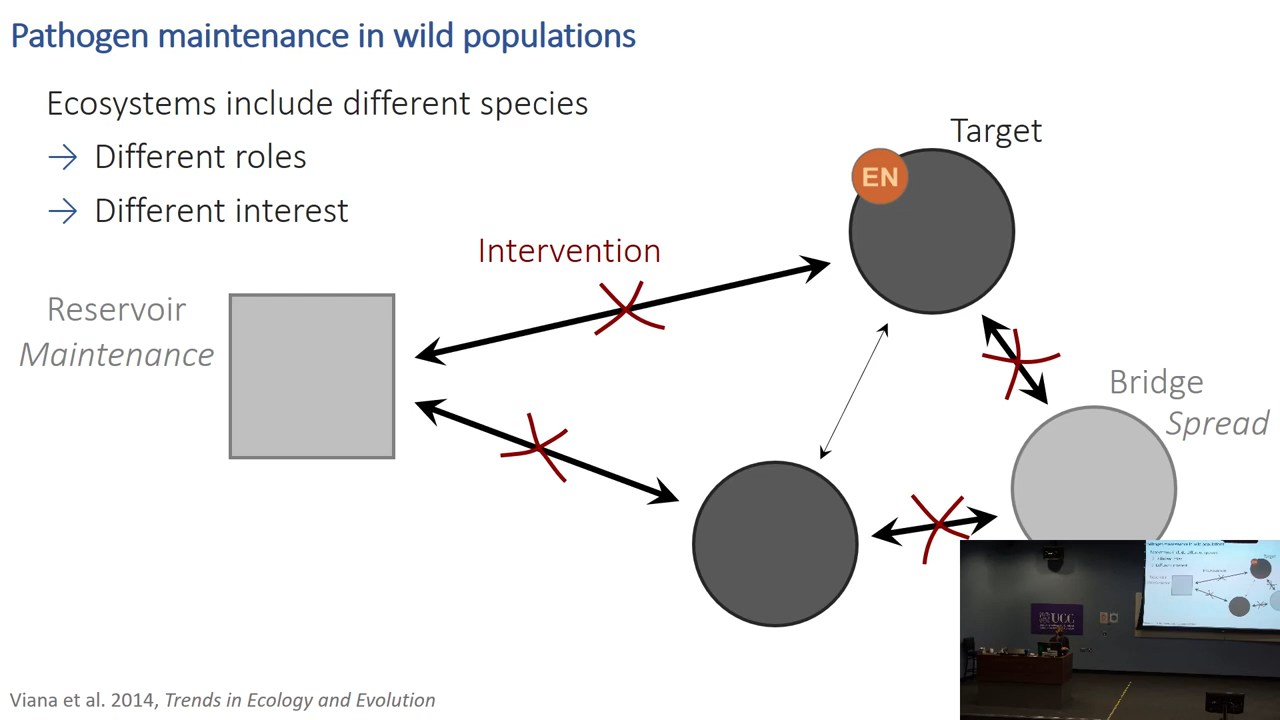 Pathogen maintenance in wild populations
Ecosystems include different species
→ Different roles
→ Different interest
Target
EN
Intervention
Reservoir
Maintenance
Bridge
Spread
UCC
Viana et al. 2014, Trends in Ecology and Evolution